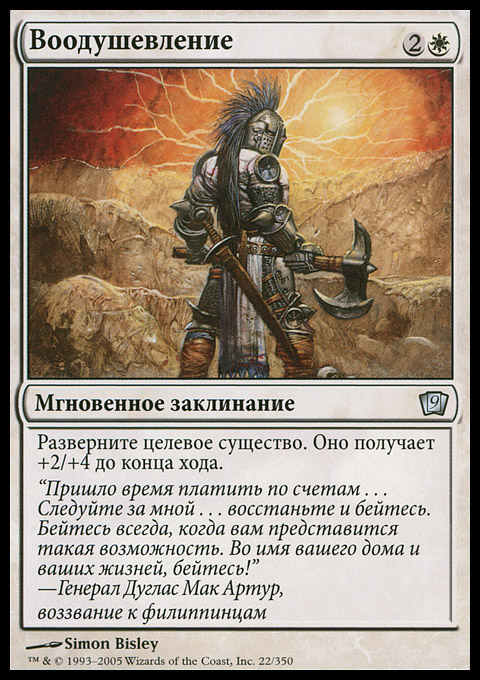 Воодушевление
2
Мгновенное заклинание
9
Разверните целевое существо. Оно получает
+2/+4 до конца хода.
“Пришло время платить по счетам . . .
Следуйте за мной . . . восстаньте и бейтесь.
Бейтесь всегда, когда вам представится
такая возможность. Во имя вашего дома и
ваших жизней, бейтесь!”
—Генерал Дуглас Мак Артур,
воззвание к филиппинцам
Simon Bisley
™ & © 1993–2005 Wizards of the Coast, Inc. 22/350